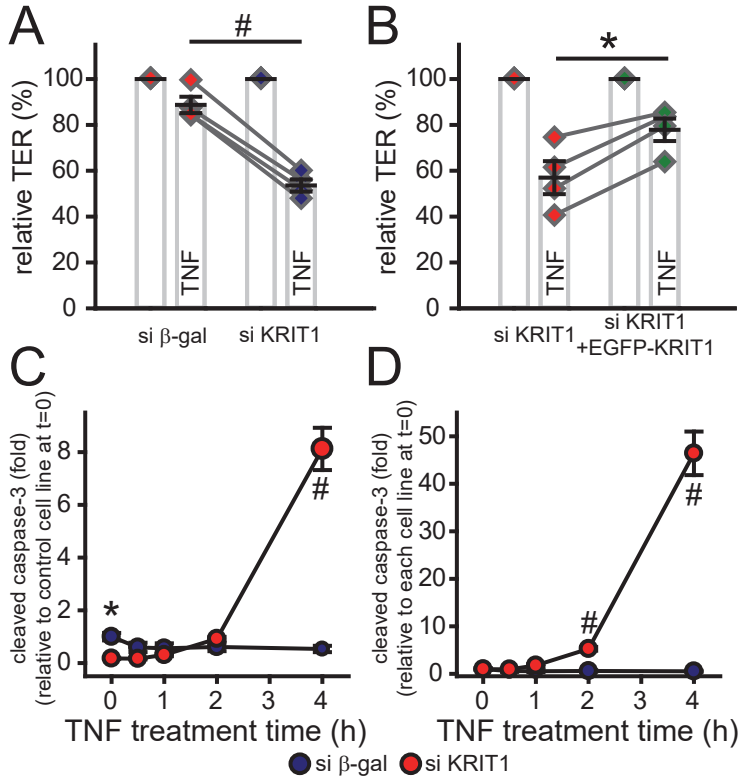 A
#
relative TER (%)
100
80
60
40
20
0
TNF
TNF
si β-gal
si KRIT1
B
*
relative TER (%)
100
80
60
40
20
0
TNF
TNF
si KRIT1
si KRIT1
+EGFP-KRIT1
C
cleaved caspase-3 (fold)
(relative to control cell line at t=0)
8
6
4
2
0
*
#
0
1
2
3
4
TNF treatment time (h)
D
cleaved caspase-3 (fold)
(relative to each cell line at t=0)
50
40
30
20
10
0
#
#
0
1
2
3
4
TNF treatment time (h)
si β-gal
si KRIT1